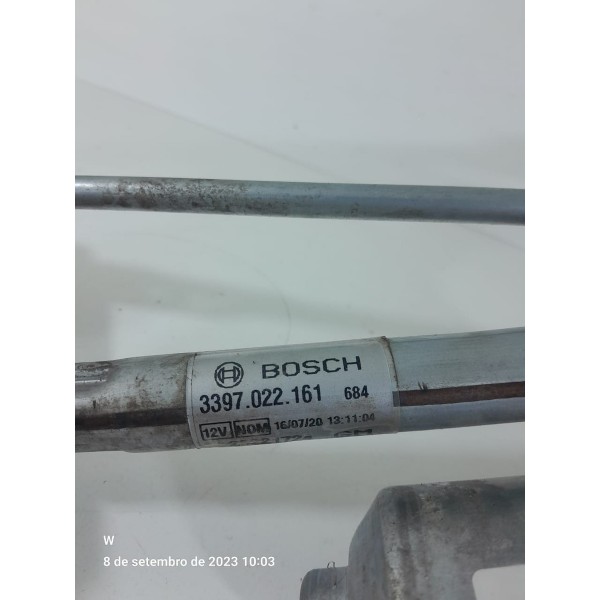 BOSCH
3397.022.161 684
12V NOM 16/07/20 13:11:04
W
8 de setembro de 2023 10:03